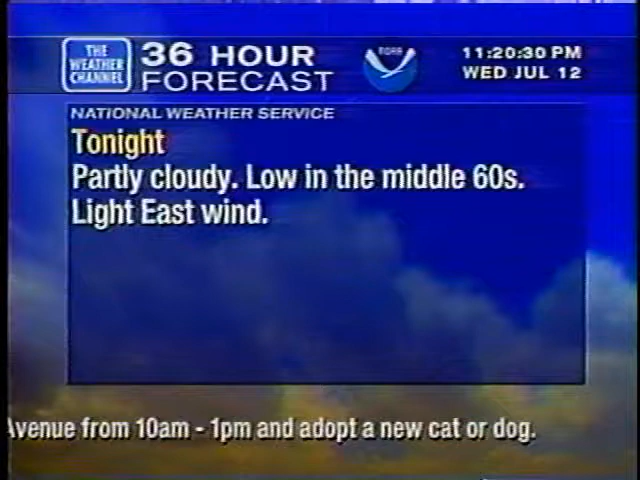 THE
WEATHER
CHANNEL
36 HOUR
FORECAST
NOAA
11:20:30 PM
WED JUL 12
NATIONAL WEATHER SERVICE
Tonight
Partly cloudy. Low in the middle 60s.
Light East wind.
Avenue from 10am - 1pm and adopt a new cat or dog.